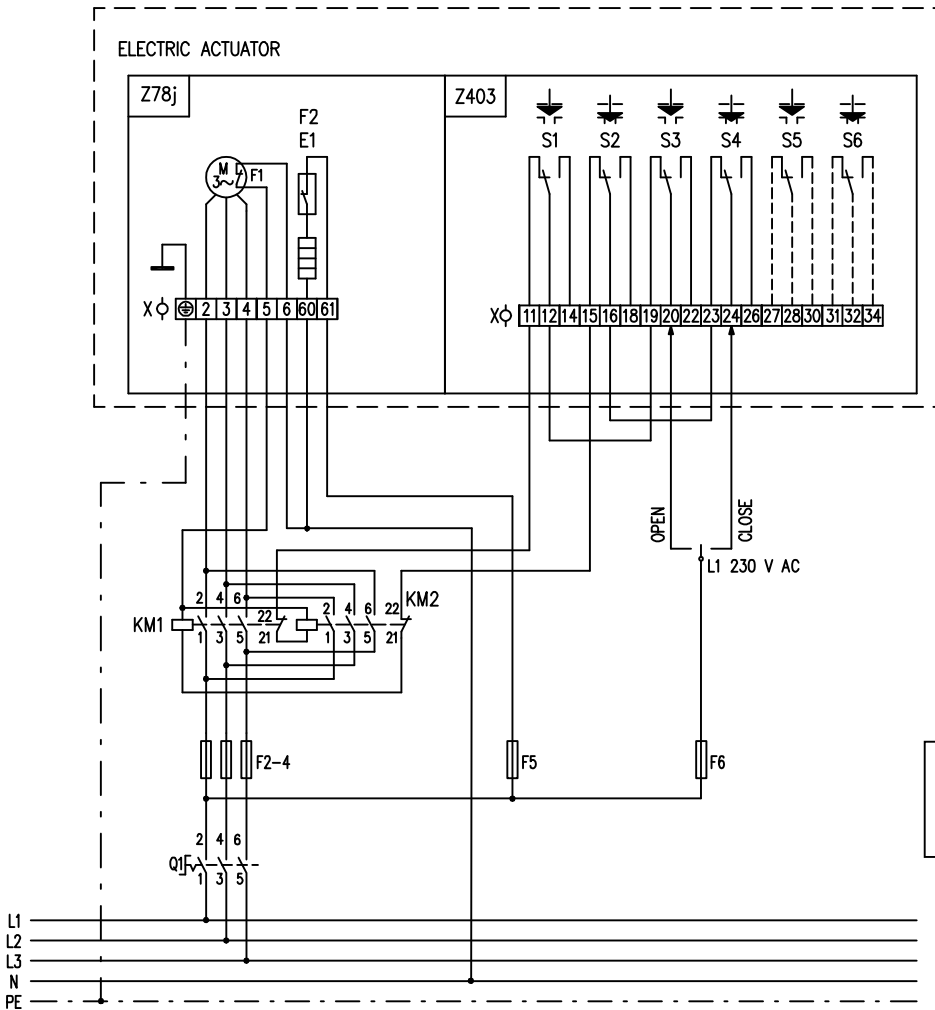 ELECTRIC ACTUATOR
Z78j
Z403
F2
E1
S1 S2 S3 S4 S5 S6
M
3~
F1
X 2 3 4 5 6 60 61
X 11 12 14 15 16 18 19 20 22 23 24 26 27 28 30 31 32 34
OPEN
CLOSE
L1 230 V AC
2 4 6 22 2 4 6 22 KM2
KM1
1 3 5 21 1 3 5 21
F2-4
F5
F6
2 4 6
Q1
1 3 5
L1
L2
L3
N
PE